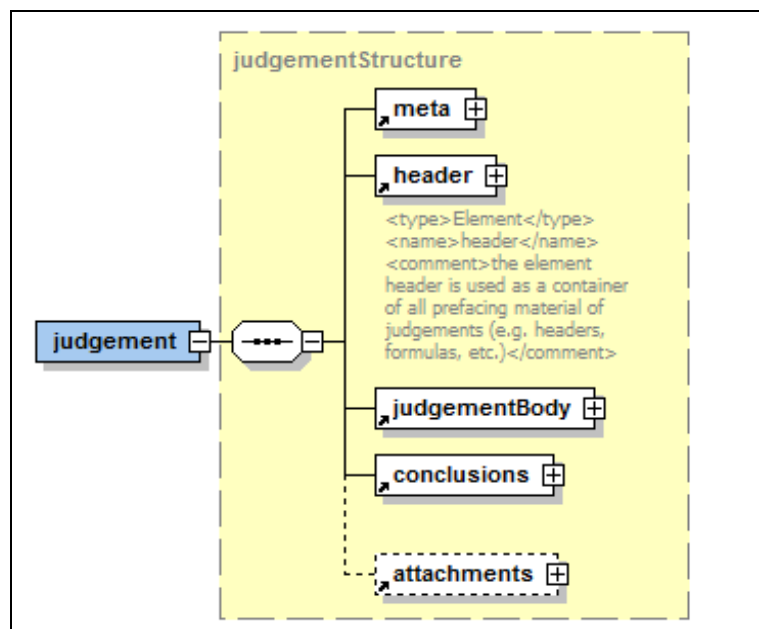 judgementStructure
meta
header
<type>Element</type>
<name>header</name>
<comment>the element
header is used as a container
of all prefacing material of
judgements (e.g. headers,
formulas, etc.)</comment>
judgement
judgementBody
conclusions
attachments